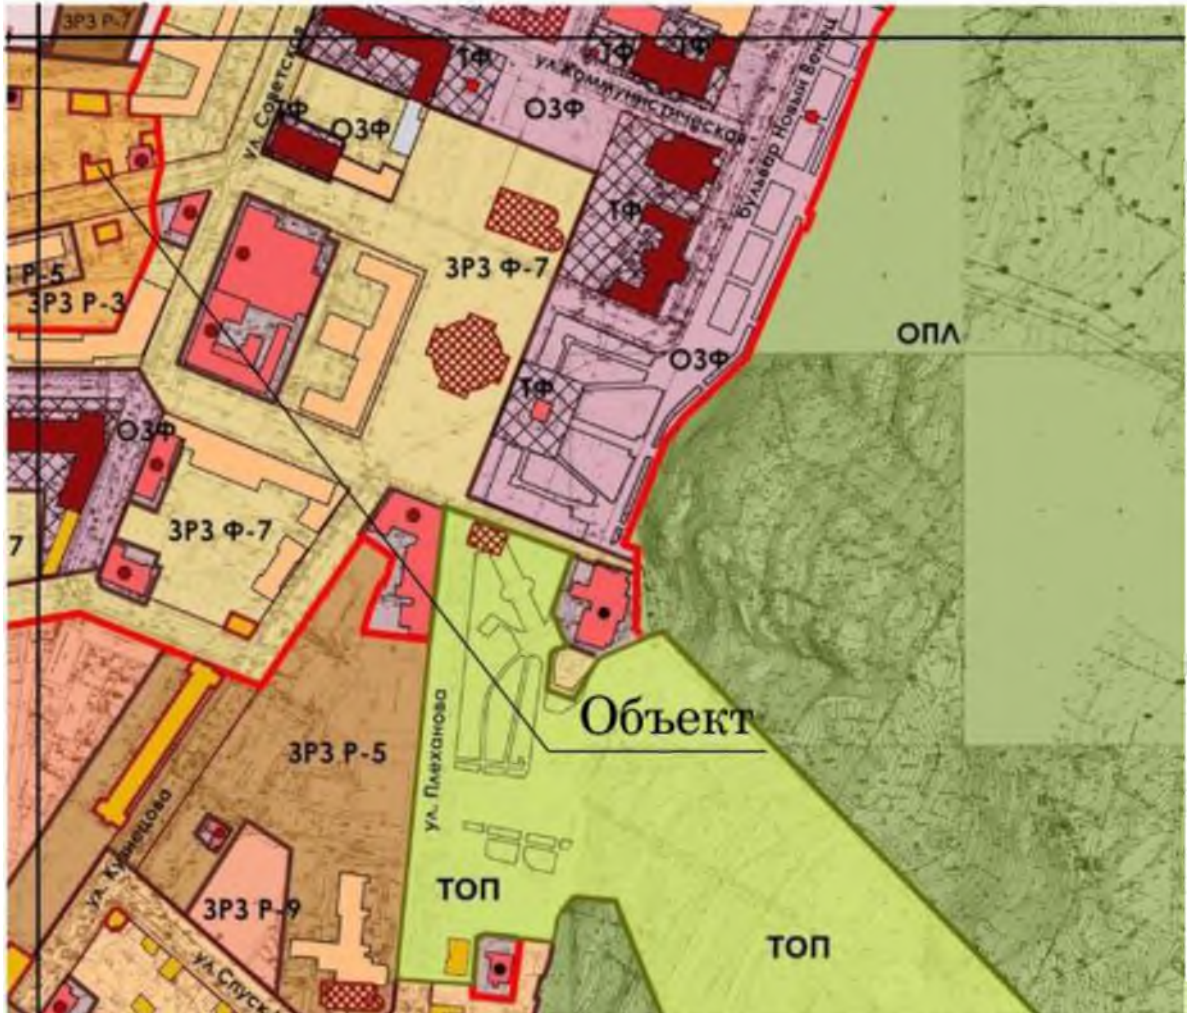 ЗРЗ Р-7
ул. Советская
ТФ
ТФ
ТФ
ул.Коммунистическая
бульвар Новый Венец
ТФ
ОЗФ
ОЗФ
ТФ
ЗРЗ Ф-7
Р-5
ЗРЗ Р-3
ОПЛ
ОЗФ
ТФ
ОЗФ
ЗРЗ Ф-7
7
Объект
ЗРЗ Р-5
ул. Плеханова
ул. Кузнецова
ТОП
ЗРЗ Р-9
ТОП
ул.Спуск